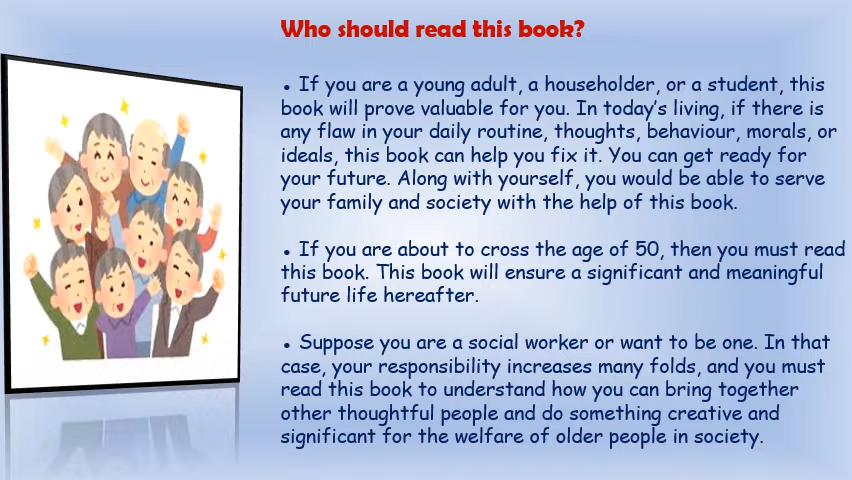 Who should read this book?
• If you are a young adult, a householder, or a student, this
book will prove valuable for you. In today's living, if there is
any flaw in your daily routine, thoughts, behaviour, morals, or
ideals, this book can help you fix it. You can get ready for
your future. Along with yourself, you would be able to serve
your family and society with the help of this book.
• If you are about to cross the age of 50, then you must read
this book. This book will ensure a significant and meaningful
future life hereafter.
• Suppose you are a social worker or want to be one. In that
case, your responsibility increases many folds, and you must
read this book to understand how you can bring together
other thoughtful people and do something creative and
significant for the welfare of older people in society.